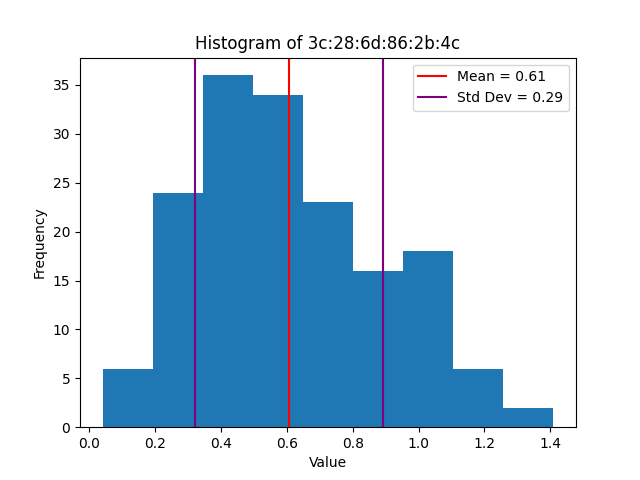 Histogram of 3c:28:6d:86:2b:4c
Mean = 0.61
Std Dev = 0.29
Frequency
35
30
25
20
15
10
5
0
0.0 0.2 0.4 0.6 0.8 1.0 1.2 1.4
Value